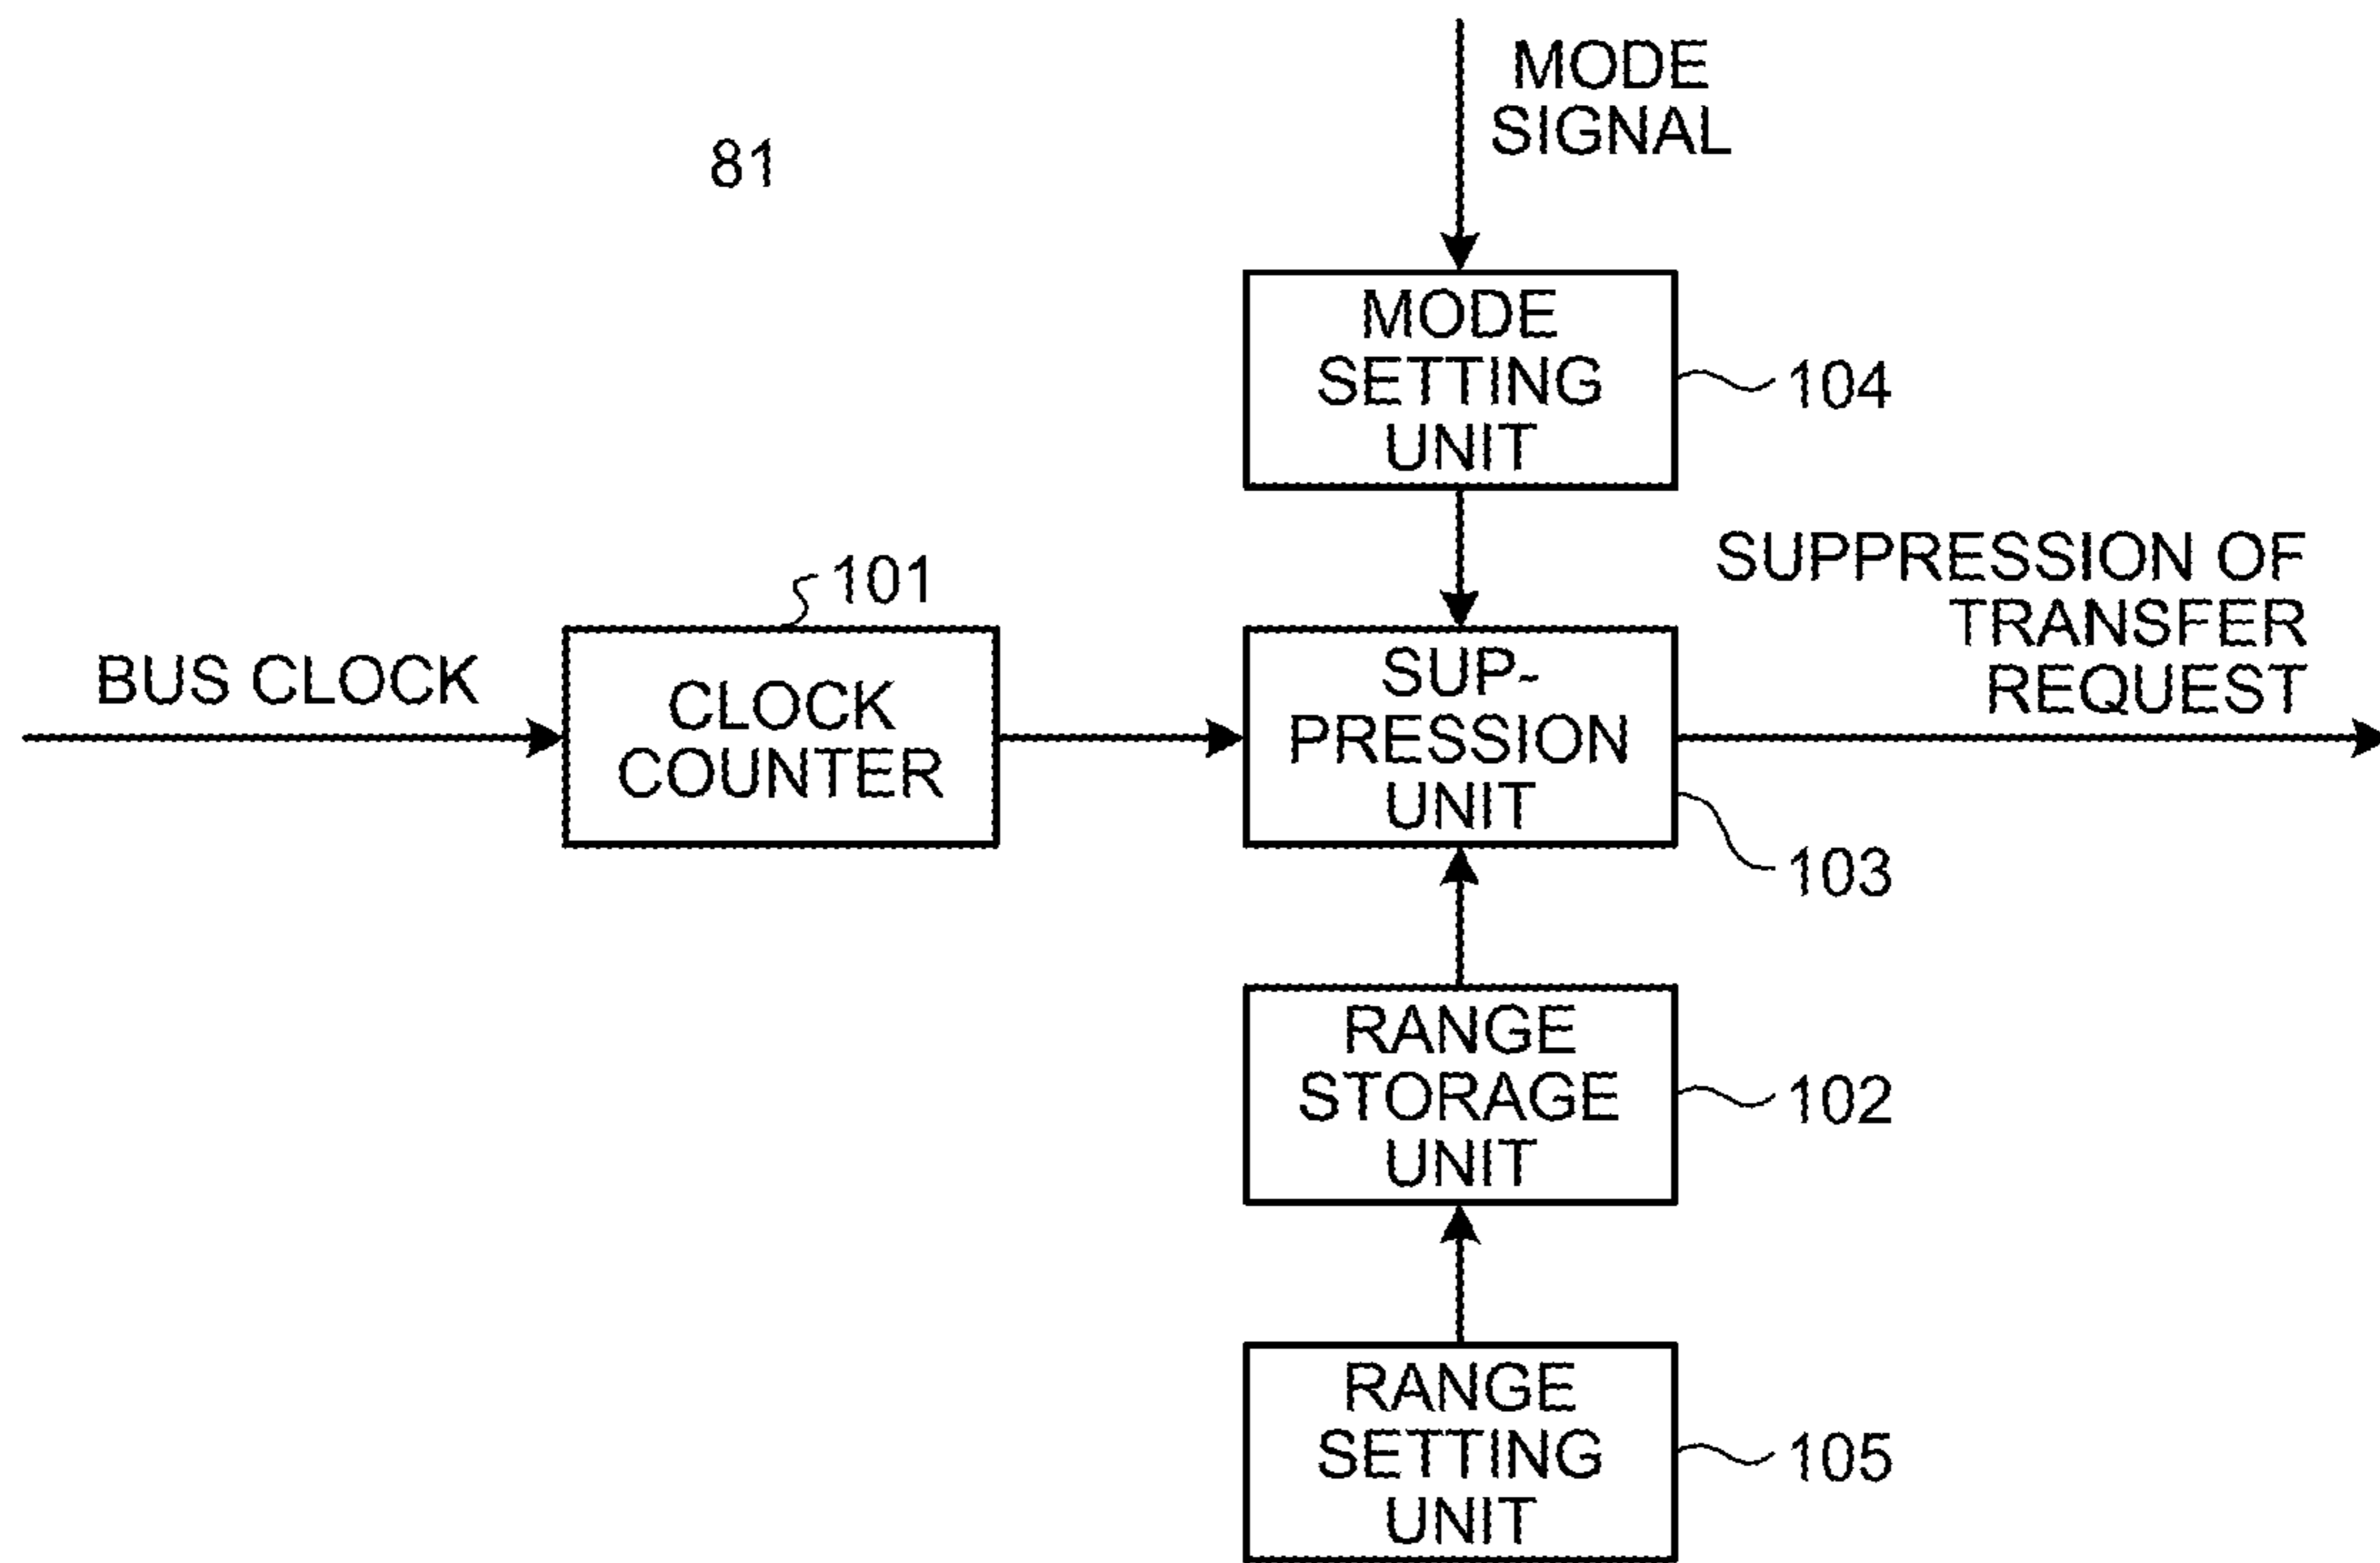 MODE
SIGNAL
81
MODE
SETTING
UNIT
104
SUPPRESSION OF
TRANSFER
REQUEST
101
BUS CLOCK
CLOCK
COUNTER
SUP-
PRESSION
UNIT
103
RANGE
STORAGE
UNIT
102
RANGE
SETTING
UNIT
105